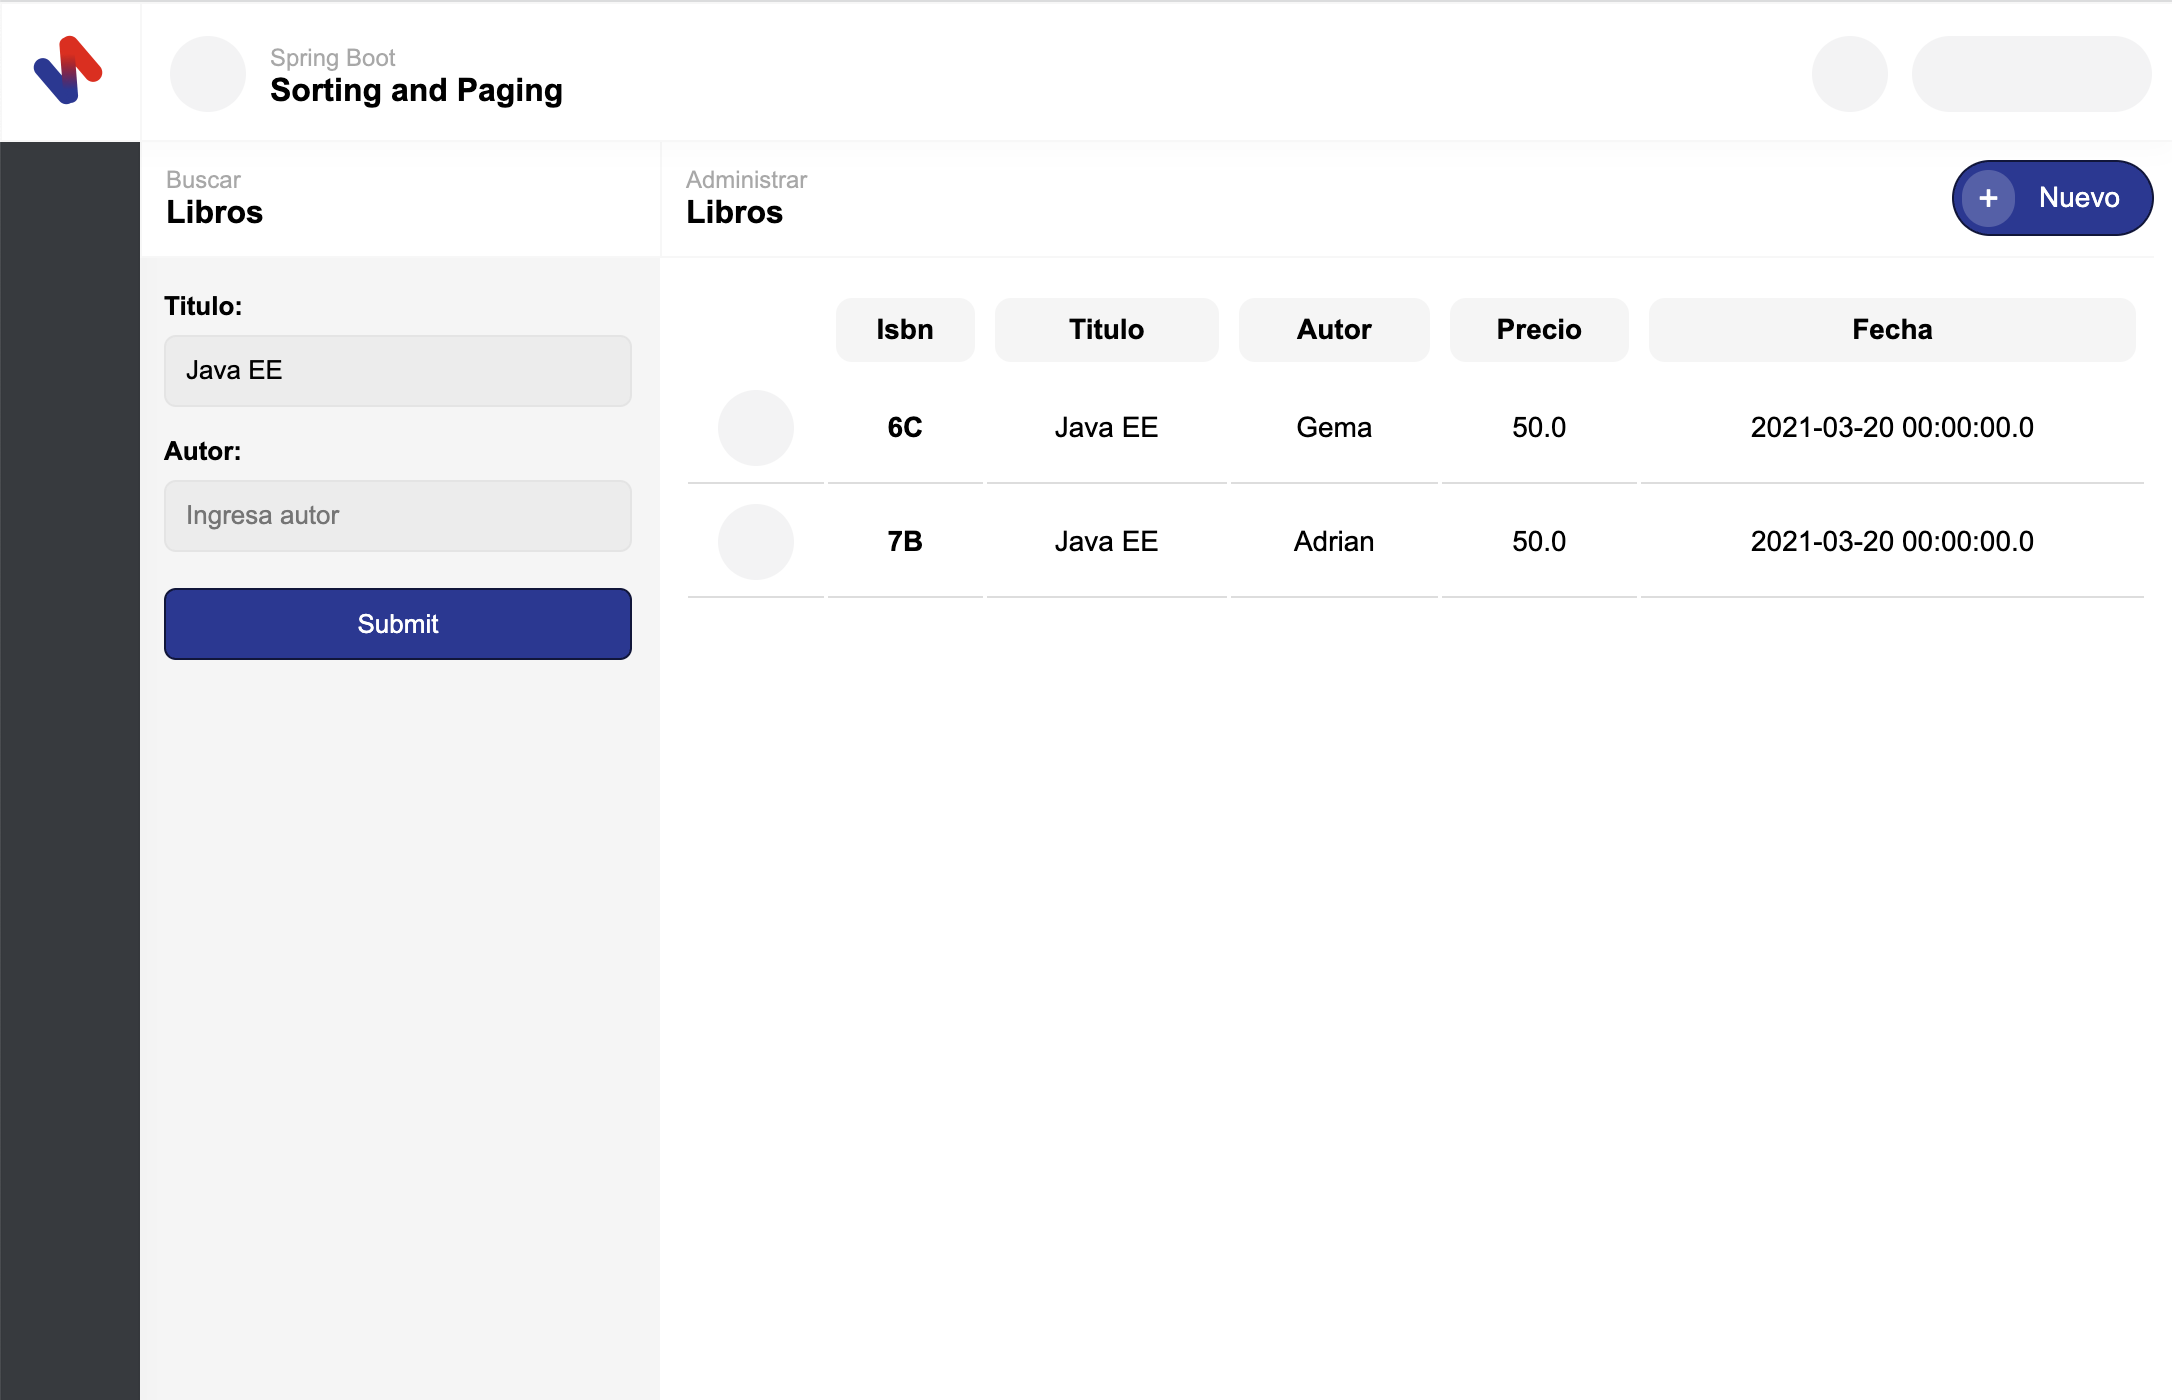 Spring Boot
Sorting and Paging
Buscar
Libros
Titulo:
Java EE
Autor:
Ingresa autor
Submit
Administrar
Libros
+ Nuevo
Isbn Titulo Autor Precio Fecha
6C Java EE Gema 50.0 2021-03-20 00:00:00.0
7B Java EE Adrian 50.0 2021-03-20 00:00:00.0